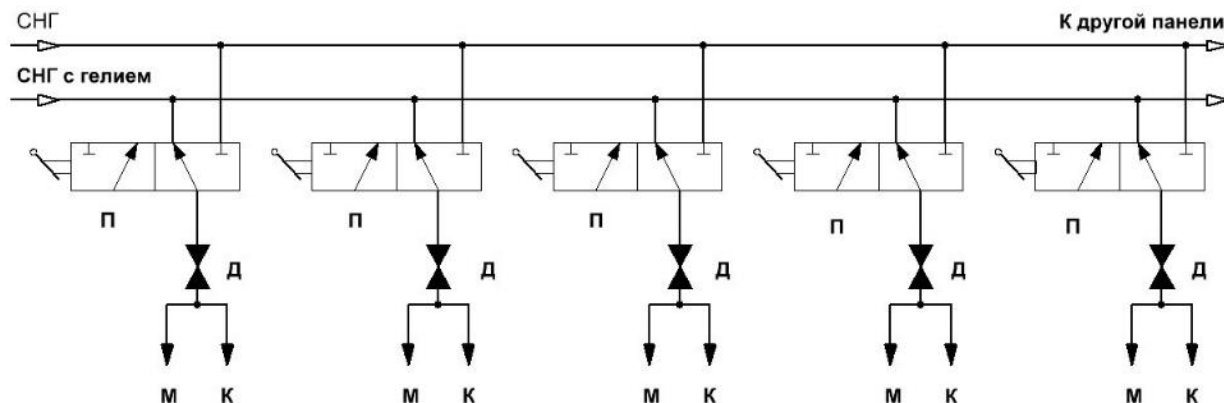 СНГ
К другой панели
СНГ с гелием
П П П П П
Д Д Д Д Д
М К М К М К М К М К